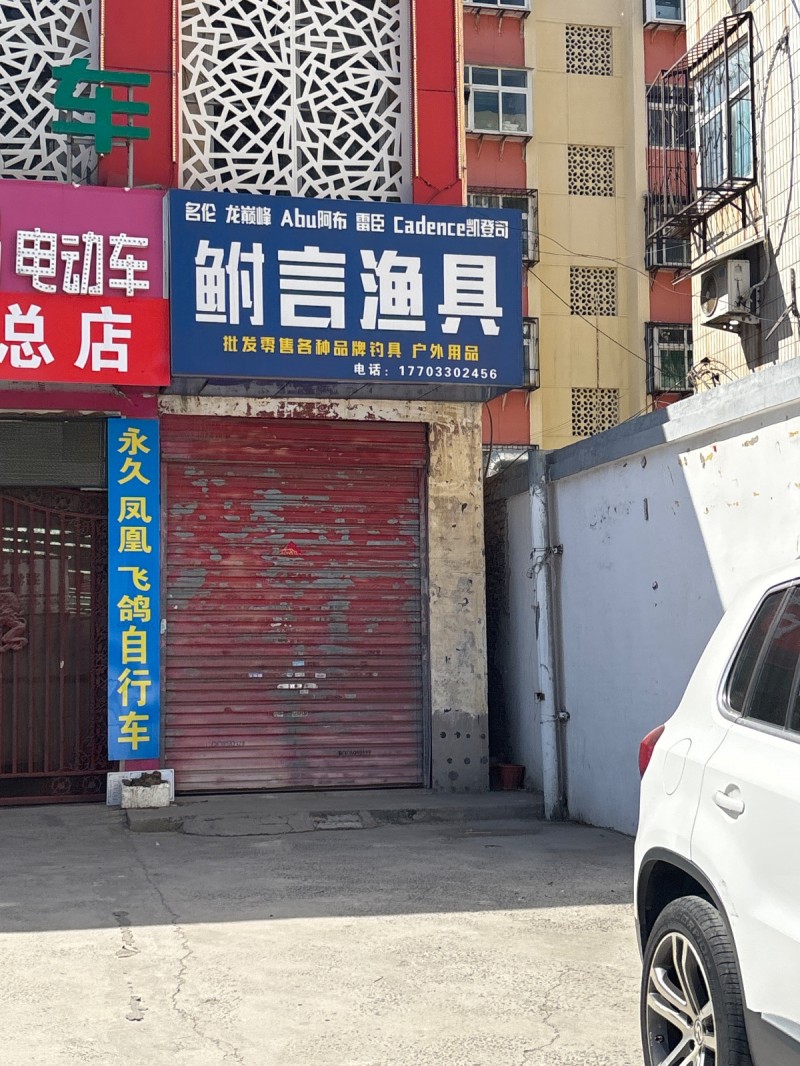 车
电动车
总店
名伦 龙巅峰 Abu阿布 雷臣 Cadence凯登司
鲋言渔具
批发零售各种品牌钓具 户外用品
电话：17703302456
永久 凤凰 飞鸽自行车